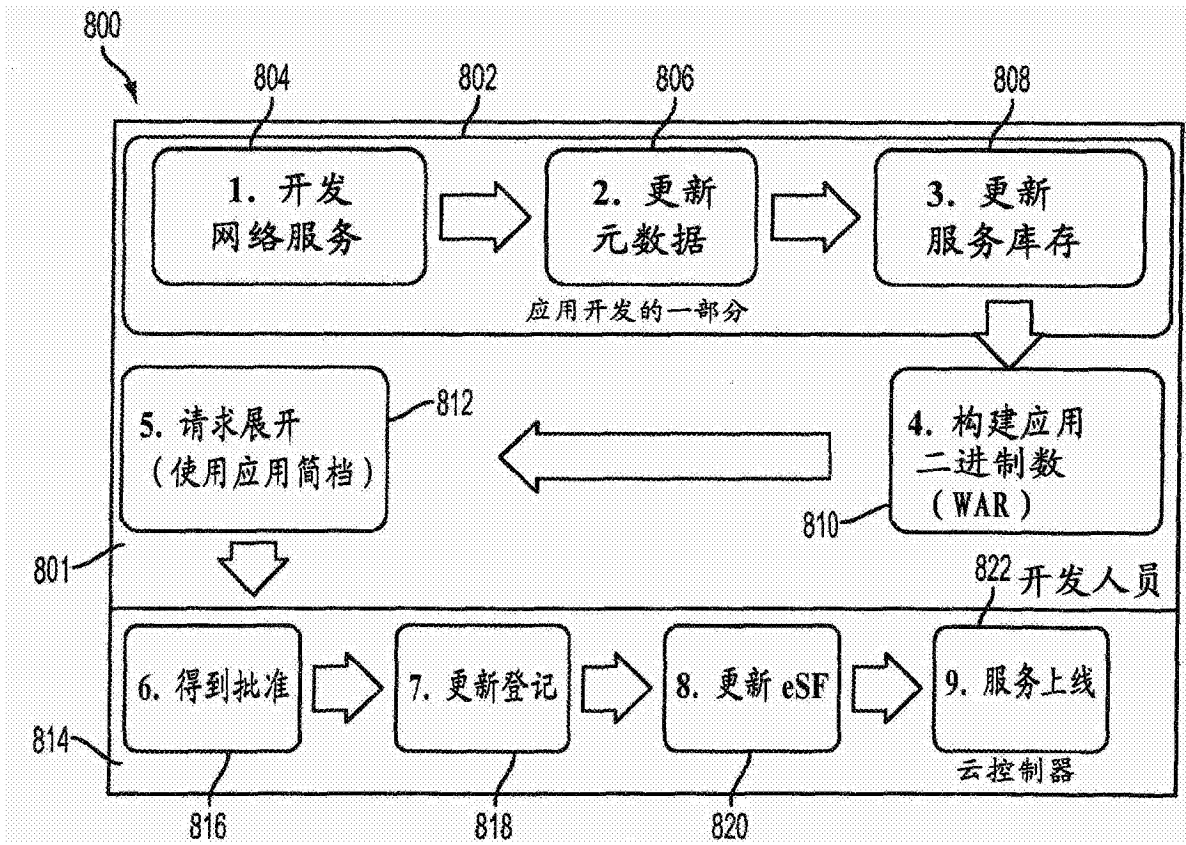 800
804
802
806
808
1. 开发
网络服务
2. 更新
元数据
3. 更新
服务库存
应用开发的一部分
5. 请求展开
（使用应用简档）
812
4. 构建应用
二进制数
（WAR）
810
801
822
开发人员
6. 得到批准
7. 更新登记
8. 更新 eSF
9. 服务上线
814
云控制器
816
818
820